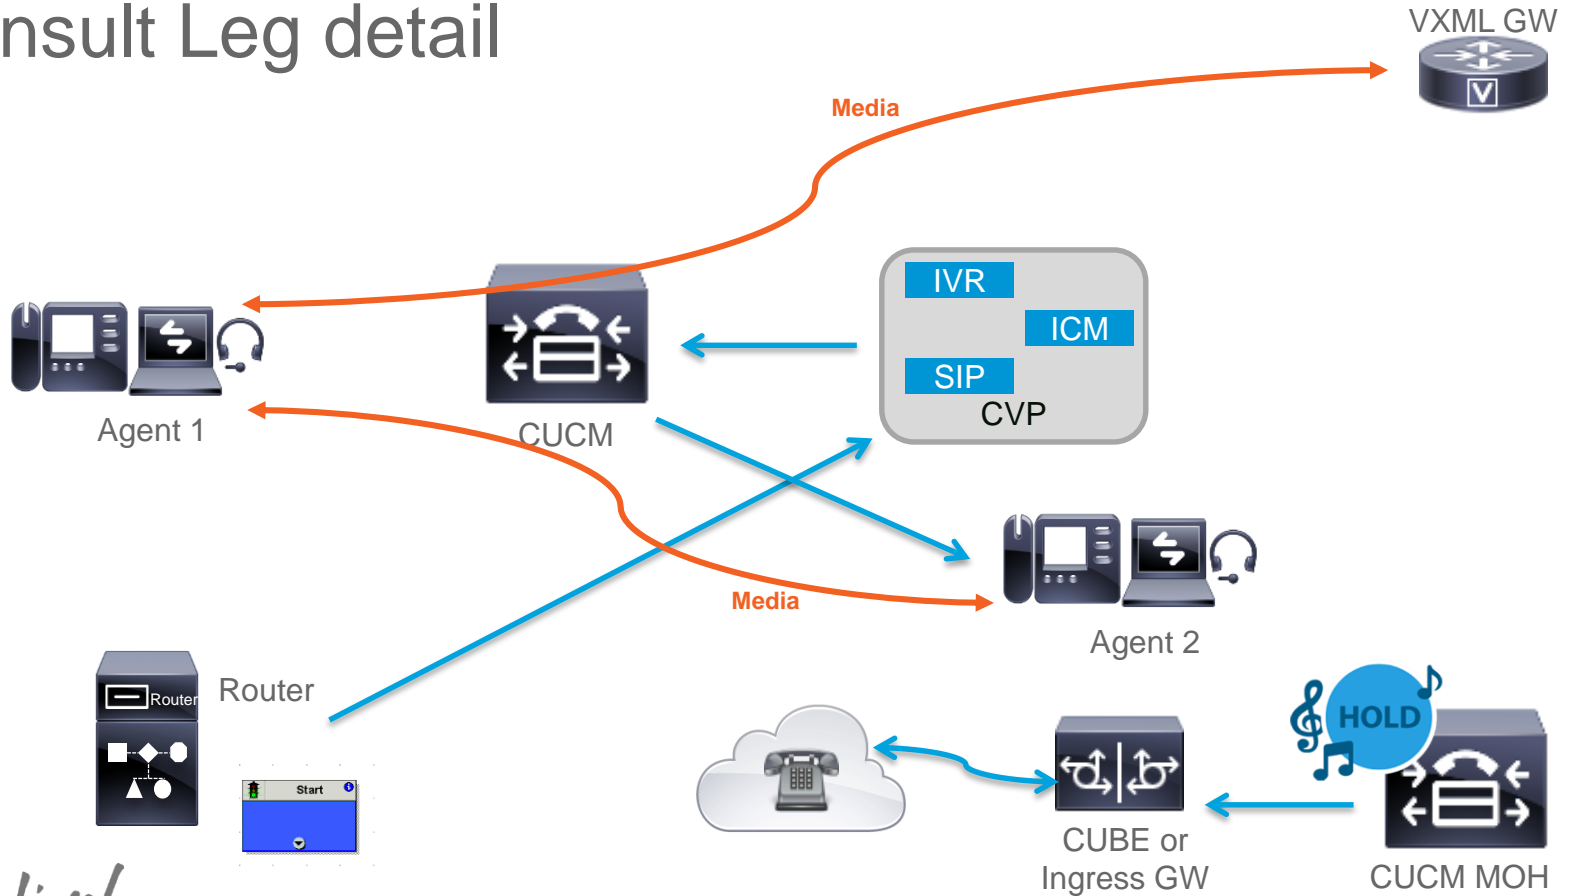 nsult Leg detail
VXML GW
V
Media
IVR
ICM
SIP
CVP
Agent 1
CUCM
Media
Agent 2
Router
Router
Start
HOLD
CUBE or
Ingress GW
CUCM MOH